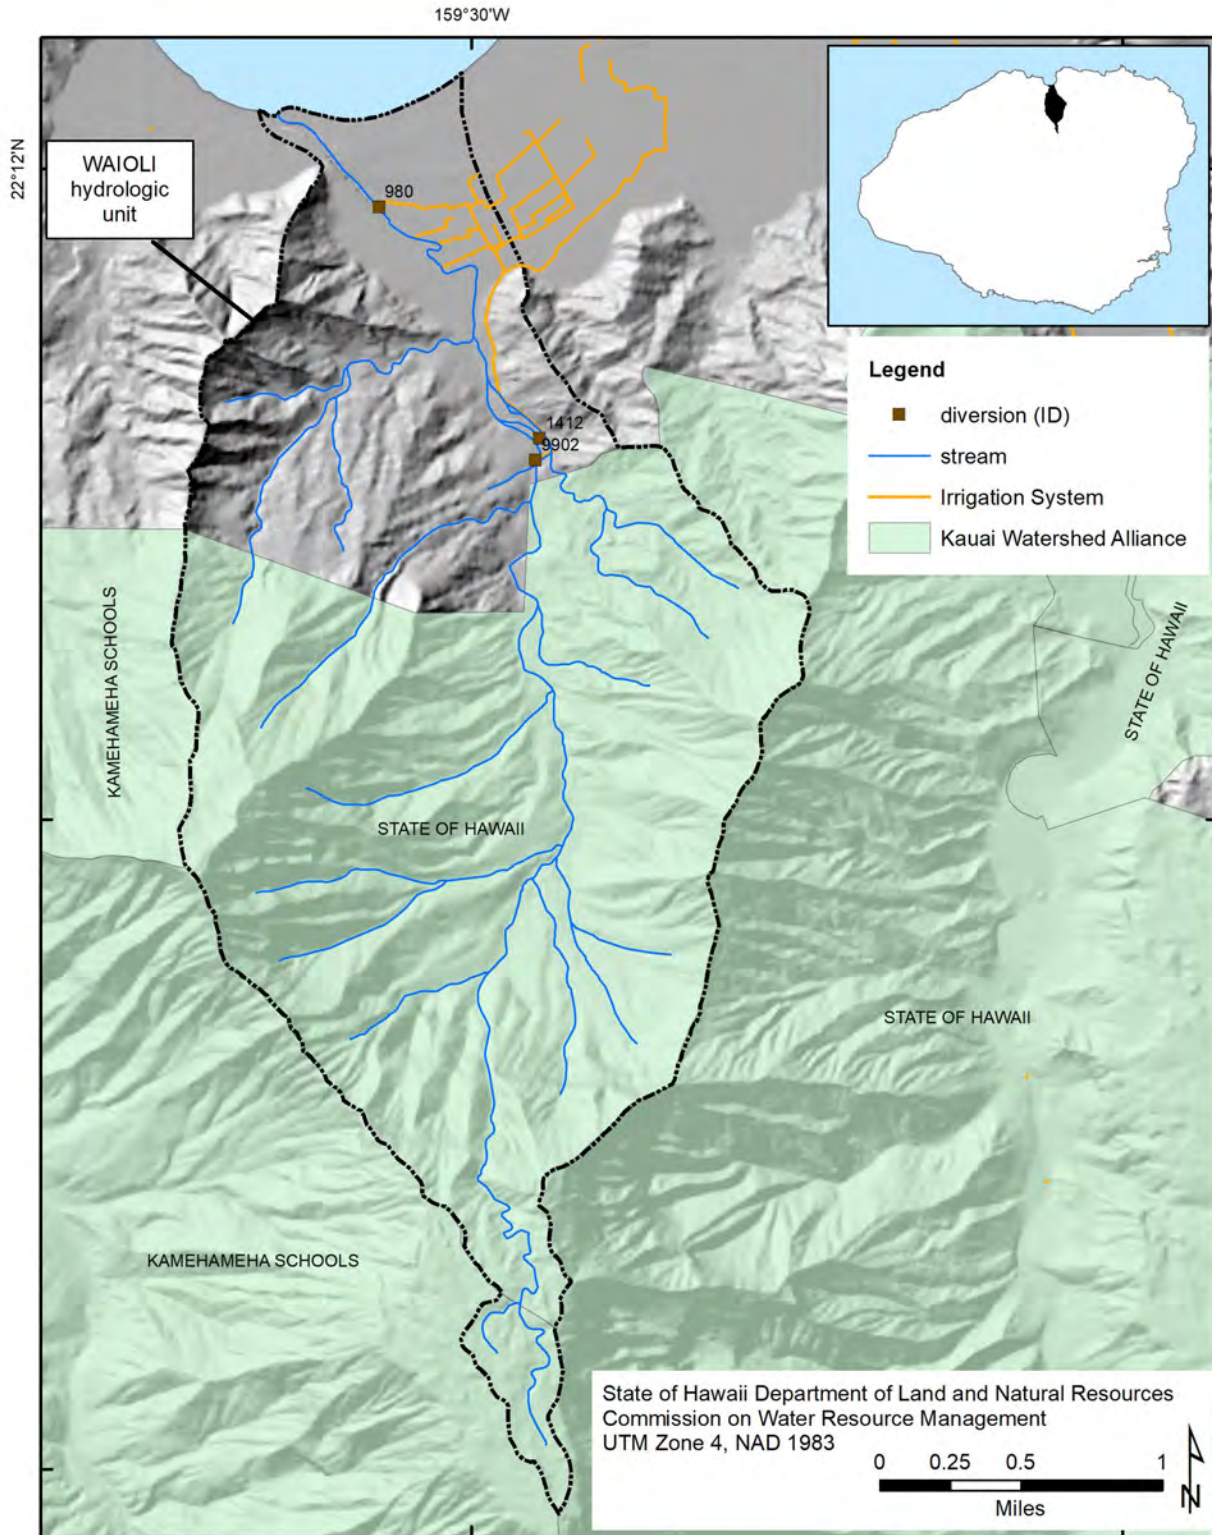 159°30'W
22°12'N
WAIOLI
hydrologic
unit
980
1412
9902
Legend
diversion (ID)
stream
Irrigation System
Kauai Watershed Alliance
KAMEHAMEHA SCHOOLS
STATE OF HAWAII
STATE OF HAWAII
STATE OF HAWAII
KAMEHAMEHA SCHOOLS
State of Hawaii Department of Land and Natural Resources
Commission on Water Resource Management
UTM Zone 4, NAD 1983
0 0.25 0.5 1
Miles
N